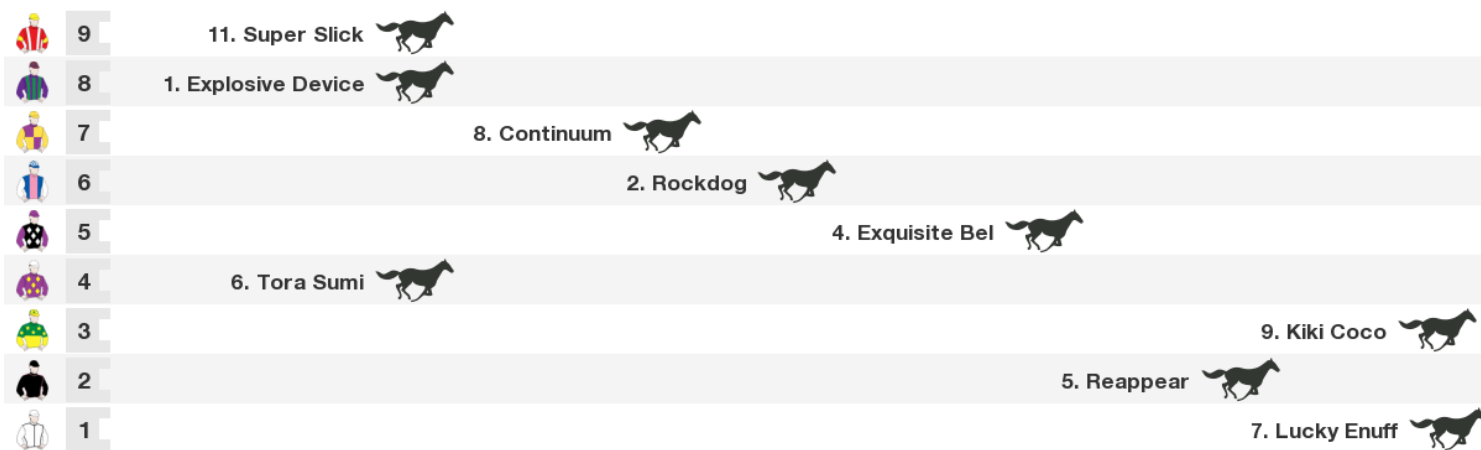 9 11. Super Slick
8 1. Explosive Device
7 8. Continuum
6 2. Rockdog
5 4. Exquisite Bel
4 6. Tora Sumi
3 9. Kiki Coco
2 5. Reappear
1 7. Lucky Enuff